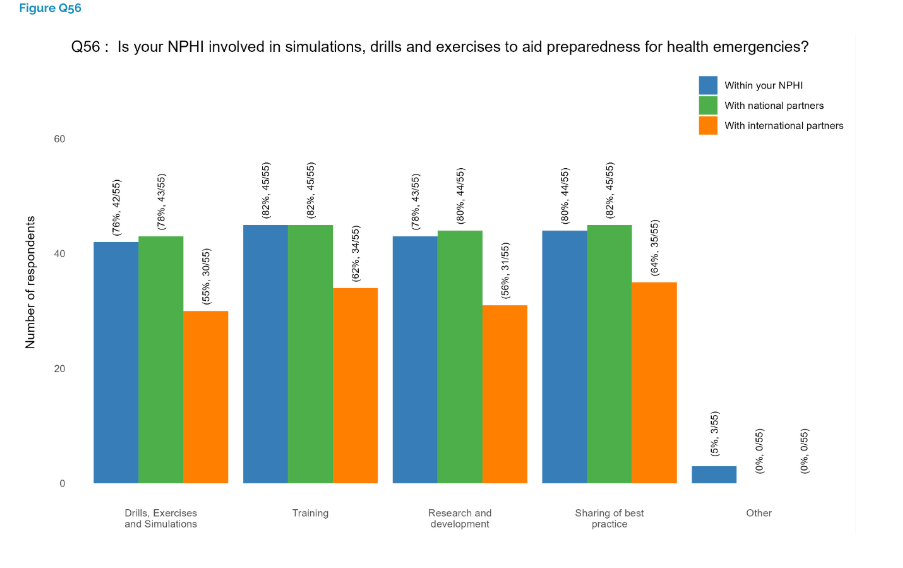 Figure Q56
Q56 :  Is your NPHI involved in simulations, drills and exercises to aid preparedness for health emergencies?
Within your NPHI
With national partners
With international partners
Number of respondents
60
40
20
0
(76%, 42/55)
(78%, 43/55)
(55%, 30/55)
(82%, 45/55)
(82%, 45/55)
(62%, 34/55)
(78%, 43/55)
(80%, 44/55)
(56%, 31/55)
(80%, 44/55)
(82%, 45/55)
(64%, 35/55)
(5%, 3/55)
(0%, 0/55)
(0%, 0/55)
Drills, Exercises
and Simulations
Training
Research and
development
Sharing of best
practice
Other